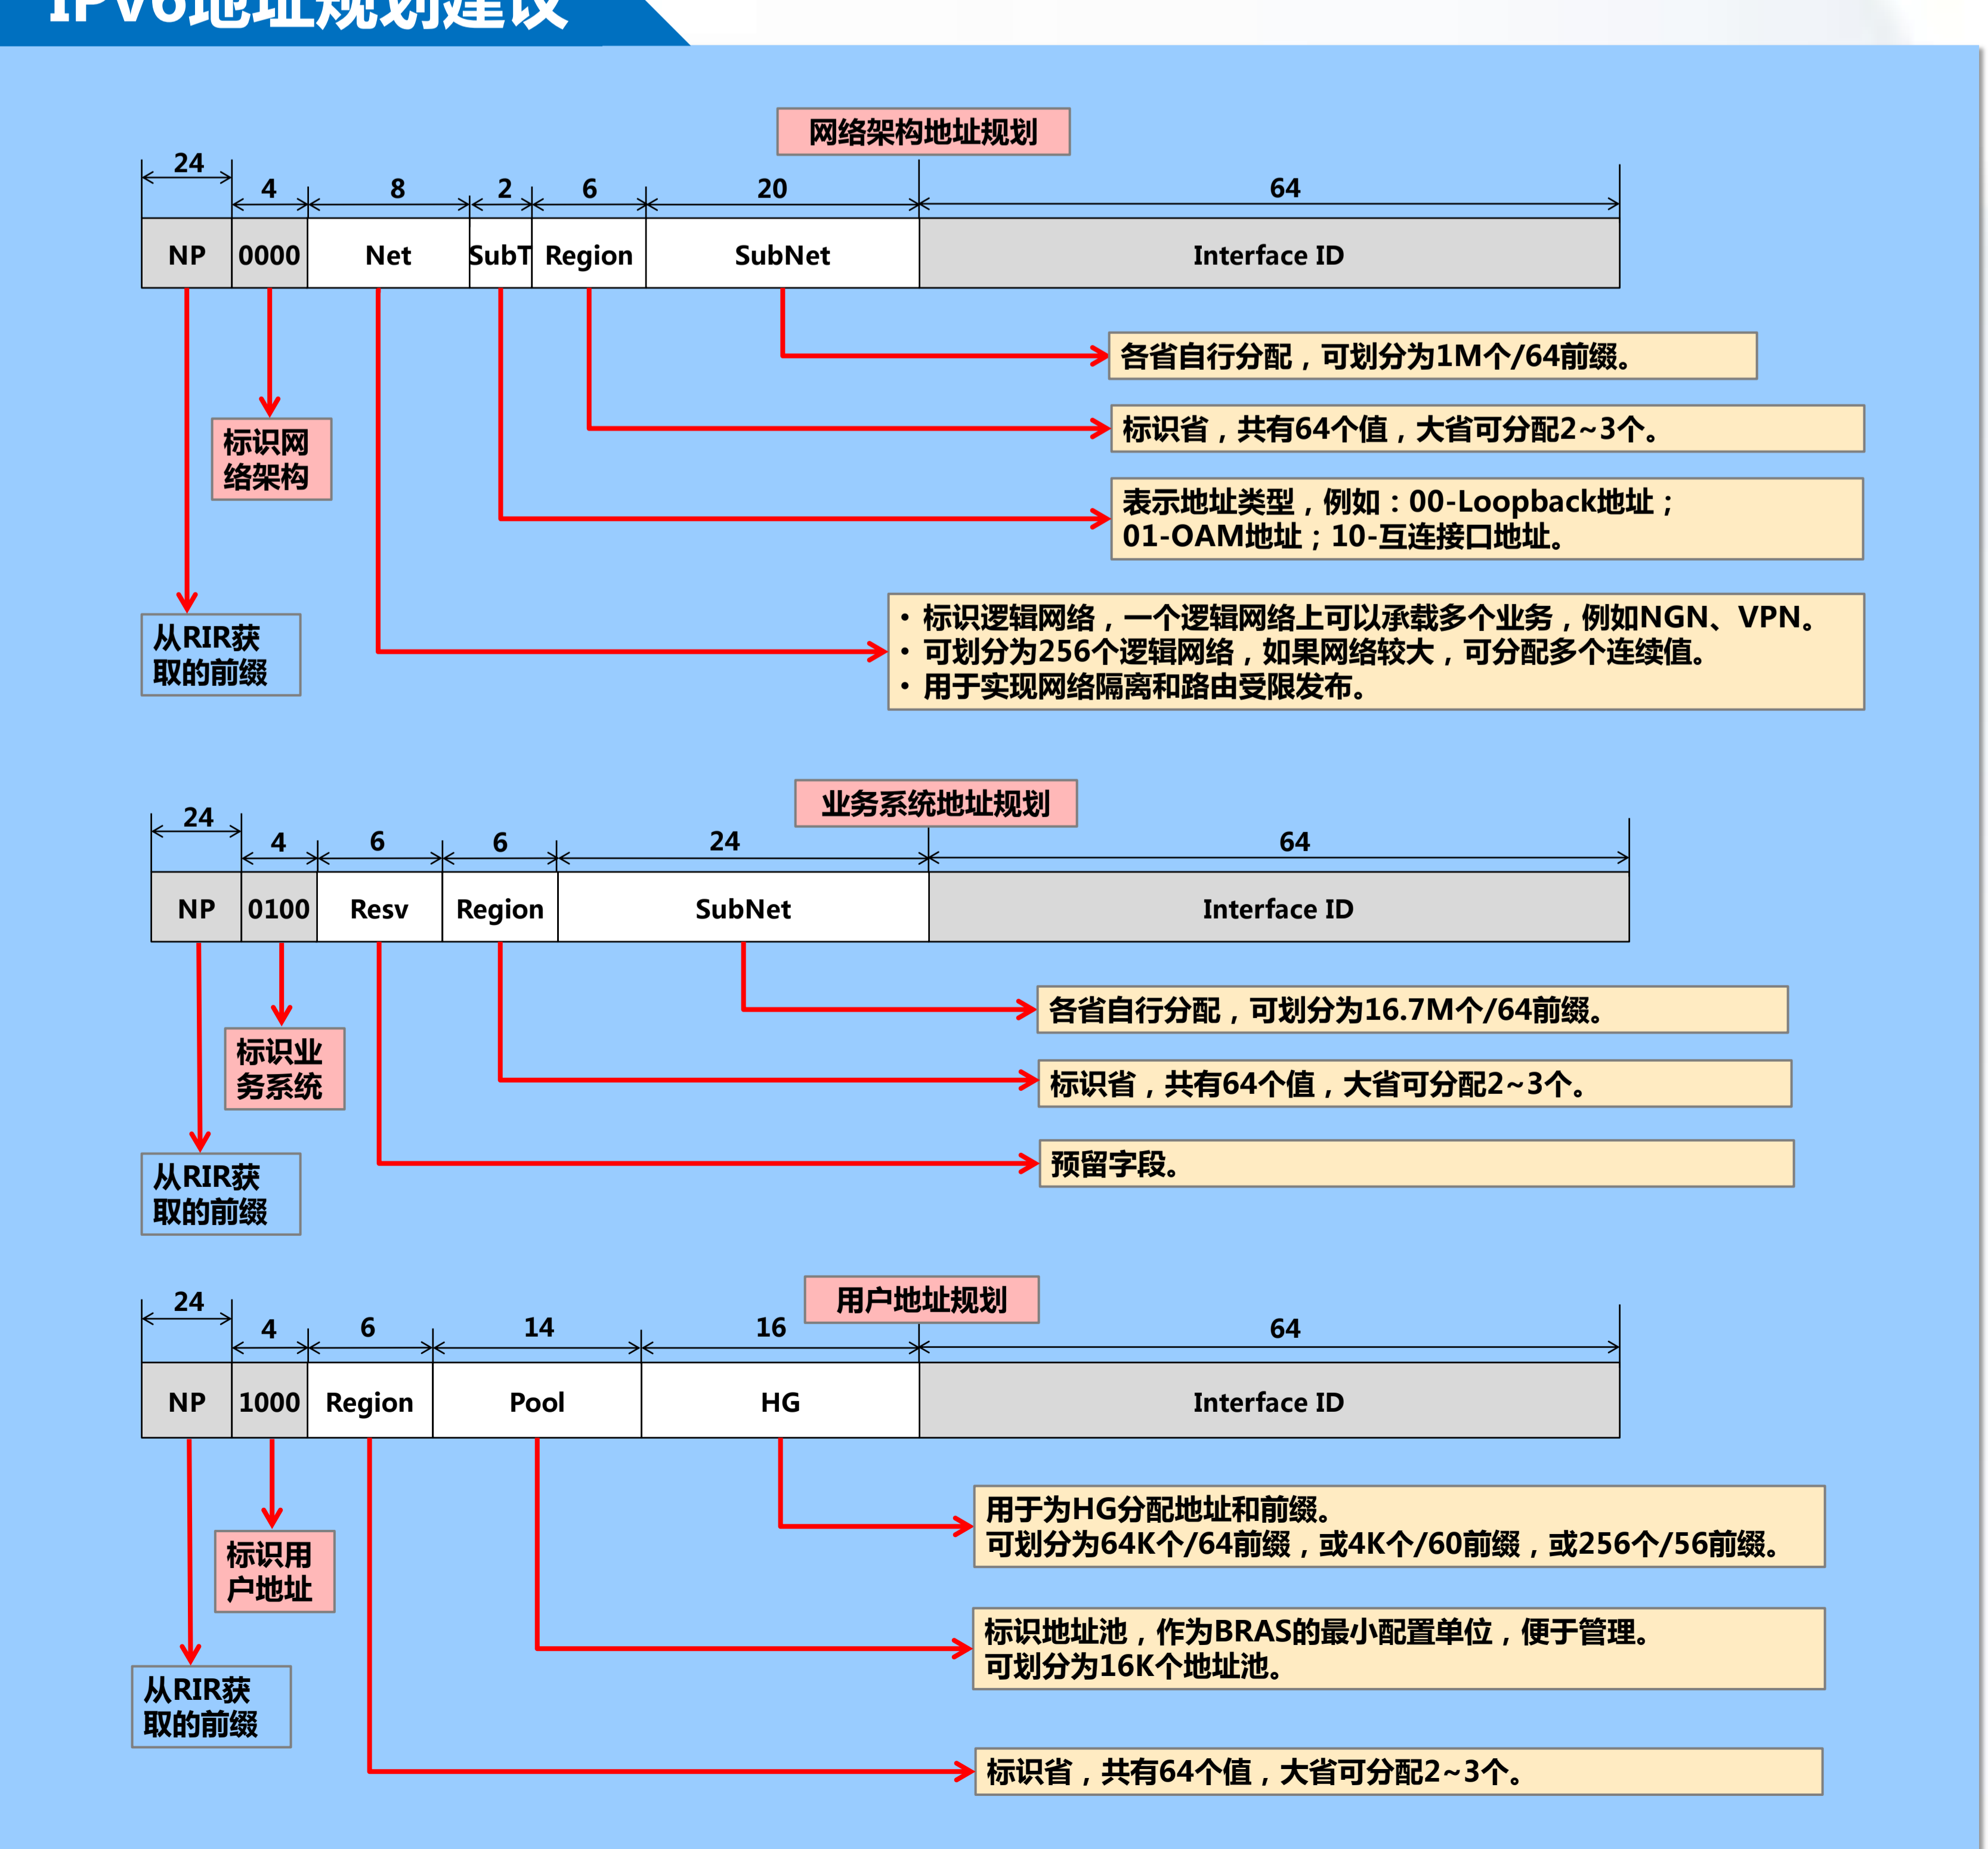 IPv6地址规划建议
网络架构地址规划
24
4
8
2
6
20
64
NP
0000
Net
SubT
Region
SubNet
Interface ID
各省自行分配，可划分为1M个/64前缀。
标识省，共有64个值，大省可分配2~3个。
标识网
络架构
表示地址类型，例如：00-Loopback地址；
01-OAM地址；10-互连接口地址。
从RIR获
取的前缀
• 标识逻辑网络，一个逻辑网络上可以承载多个业务，例如NGN、VPN。
• 可划分为256个逻辑网络，如果网络较大，可分配多个连续值。
• 用于实现网络隔离和路由受限发布。
业务系统地址规划
24
4
6
6
24
64
NP
0100
Resv
Region
SubNet
Interface ID
各省自行分配，可划分为16.7M个/64前缀。
标识业
务系统
标识省，共有64个值，大省可分配2~3个。
预留字段。
从RIR获
取的前缀
用户地址规划
24
4
6
14
16
64
NP
1000
Region
Pool
HG
Interface ID
用于为HG分配地址和前缀。
可划分为64K个/64前缀，或4K个/60前缀，或256个/56前缀。
标识用
户地址
标识地址池，作为BRAS的最小配置单位，便于管理。
可划分为16K个地址池。
从RIR获
取的前缀
标识省，共有64个值，大省可分配2~3个。